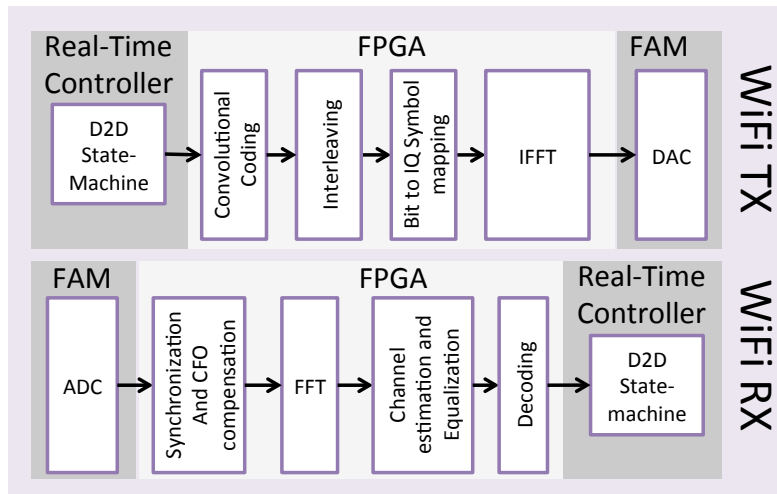 Real-Time
Controller
FPGA
FAM
D2D
State-
Machine
Convolutional
Coding
Interleaving
Bit to IQ Symbol
mapping
IFFT
DAC
WiFi TX
FAM
FPGA
Real-Time
Controller
ADC
Synchronization
And CFO
compensation
FFT
Channel
estimation and
Equalization
Decoding
D2D
State-
machine
WiFi RX